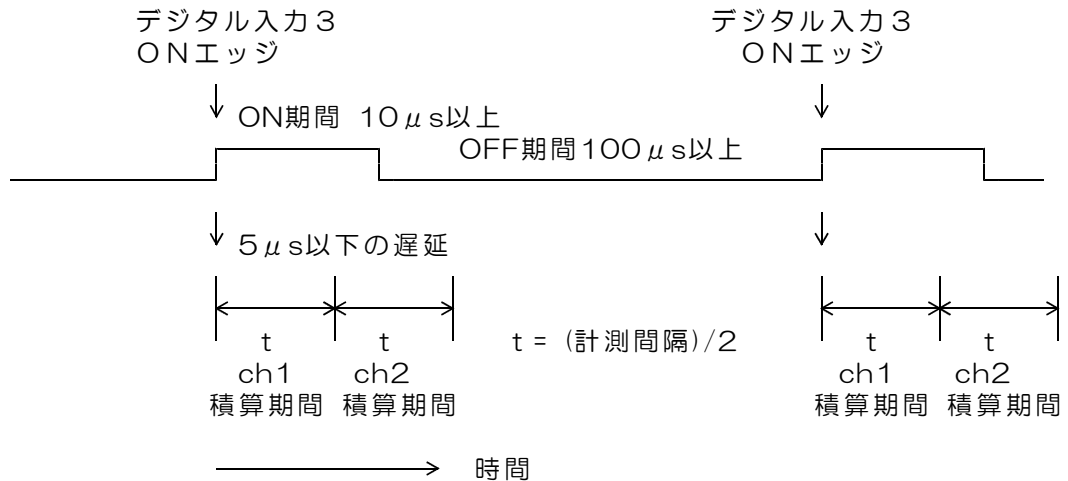 デジタル入力３
ＯＮエッジ
デジタル入力３
ＯＮエッジ
ON期間 10μs以上
OFF期間100μs以上
5μs以下の遅延
t
t
t = (計測間隔)/2
t
t
ch1
ch2
ch1
ch2
積算期間
積算期間
積算期間
積算期間
時間